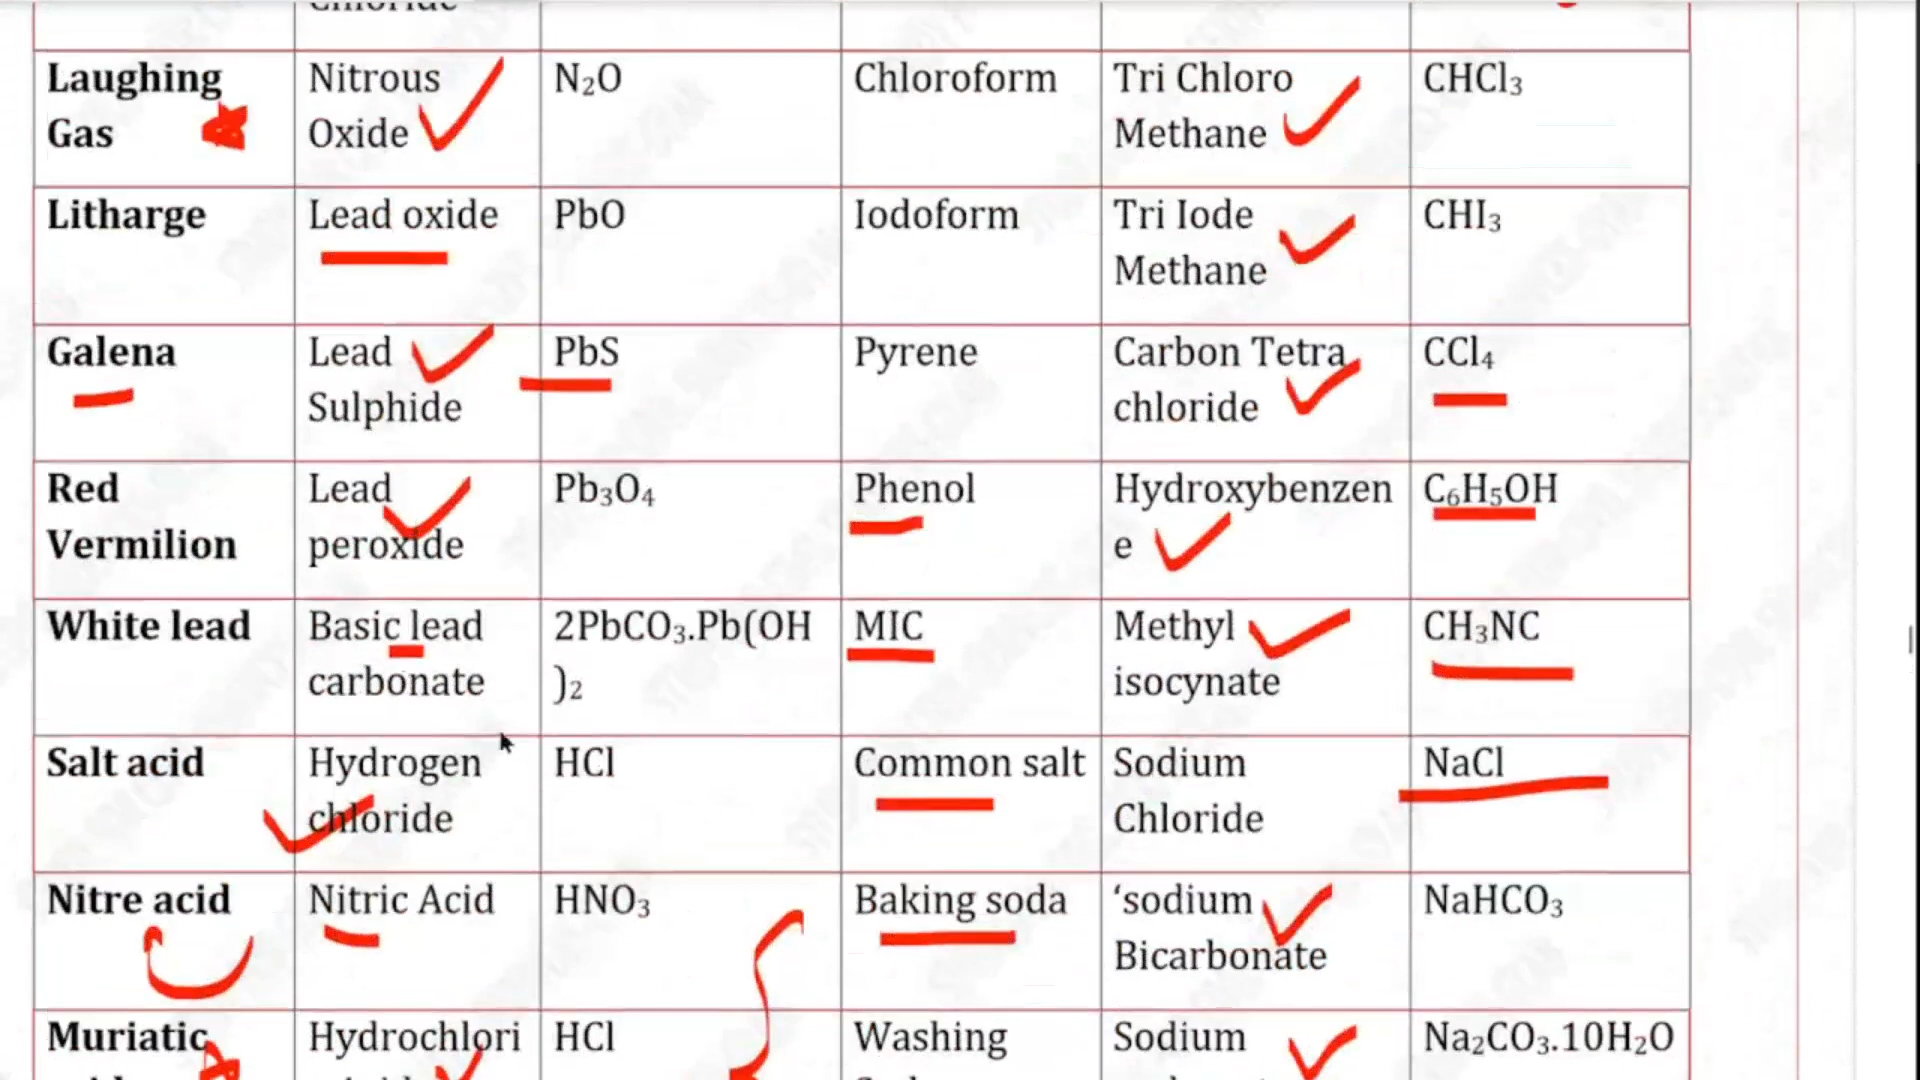 Chloride
Laughing Gas Nitrous Oxide N₂O Chloroform Tri Chloro Methane CHCl₃
Litharge Lead oxide PbO Iodoform Tri Iode Methane CHI₃
Galena Lead Sulphide PbS Pyrene Carbon Tetra chloride CCl₄
Red Vermilion Lead peroxide Pb₃O₄ Phenol Hydroxybenzene C₆H₅OH
White lead Basic lead carbonate 2PbCO₃.Pb(OH)₂ MIC Methyl isocynate CH₃NC
Salt acid Hydrogen chloride HCl Common salt Sodium Chloride NaCl
Nitre acid Nitric Acid HNO₃ Baking soda ‘sodium Bicarbonate NaHCO₃
Muriatic Hydrochlori HCl Washing Sodium Na₂CO₃.10H₂O